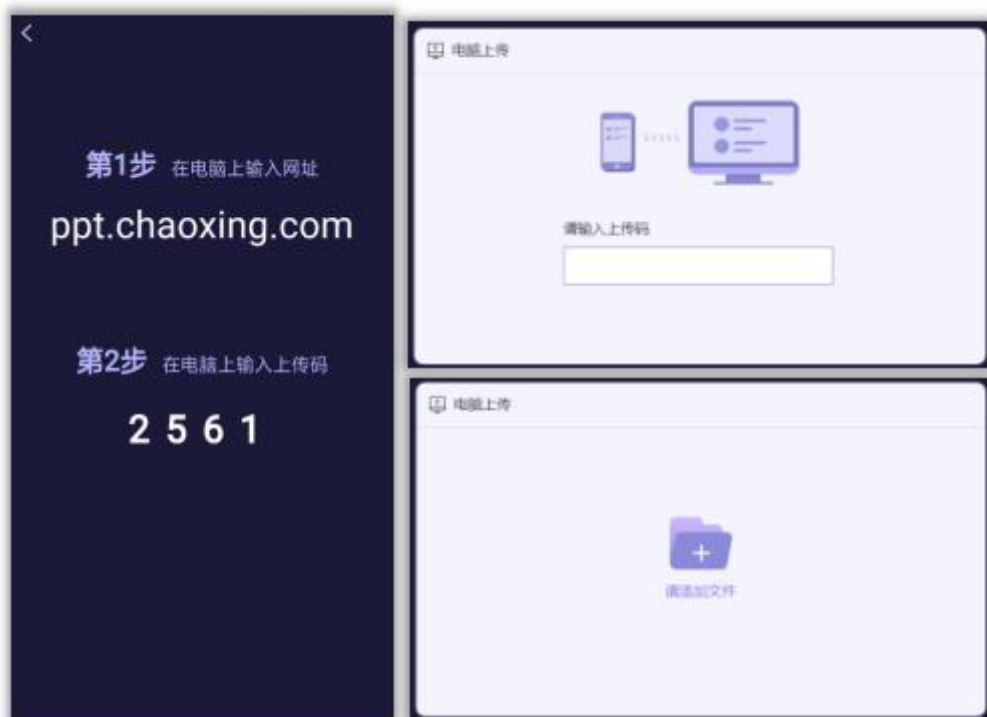 第1步 在电脑上输入网址
ppt.chaoxing.com
第2步 在电脑上输入上传码
2 5 6 1
电脑上传
请输入上传码
电脑上传
请添加文件